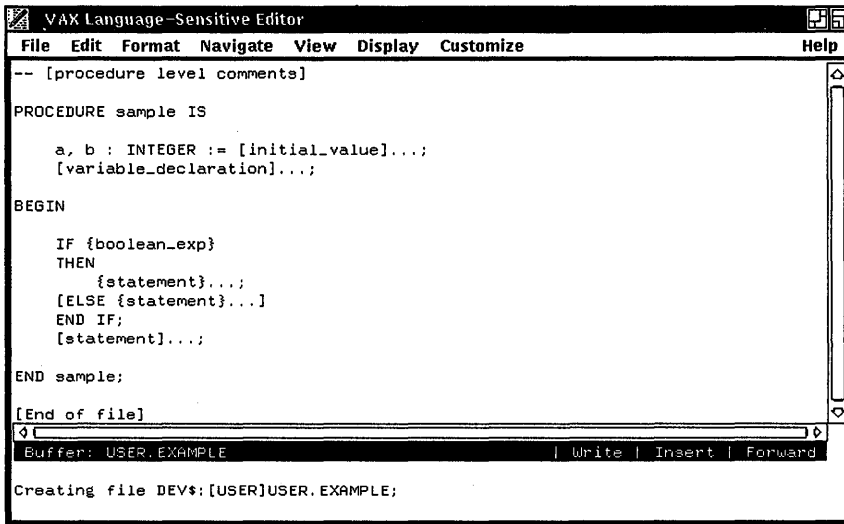 VAX Language-Sensitive Editor
File Edit Format Navigate View Display Customize Help
-- [procedure level comments]
PROCEDURE sample IS
a, b : INTEGER := [initial_value]...;
[variable_declaration]...;
BEGIN
IF {boolean_exp}
THEN
{statement}...;
[ELSE {statement}...]
END IF;
[statement]...;
END sample;
[End of file]
Buffer: USER.EXAMPLE | Write | Insert | Forward
Creating file DEV$:[USER]USER.EXAMPLE;